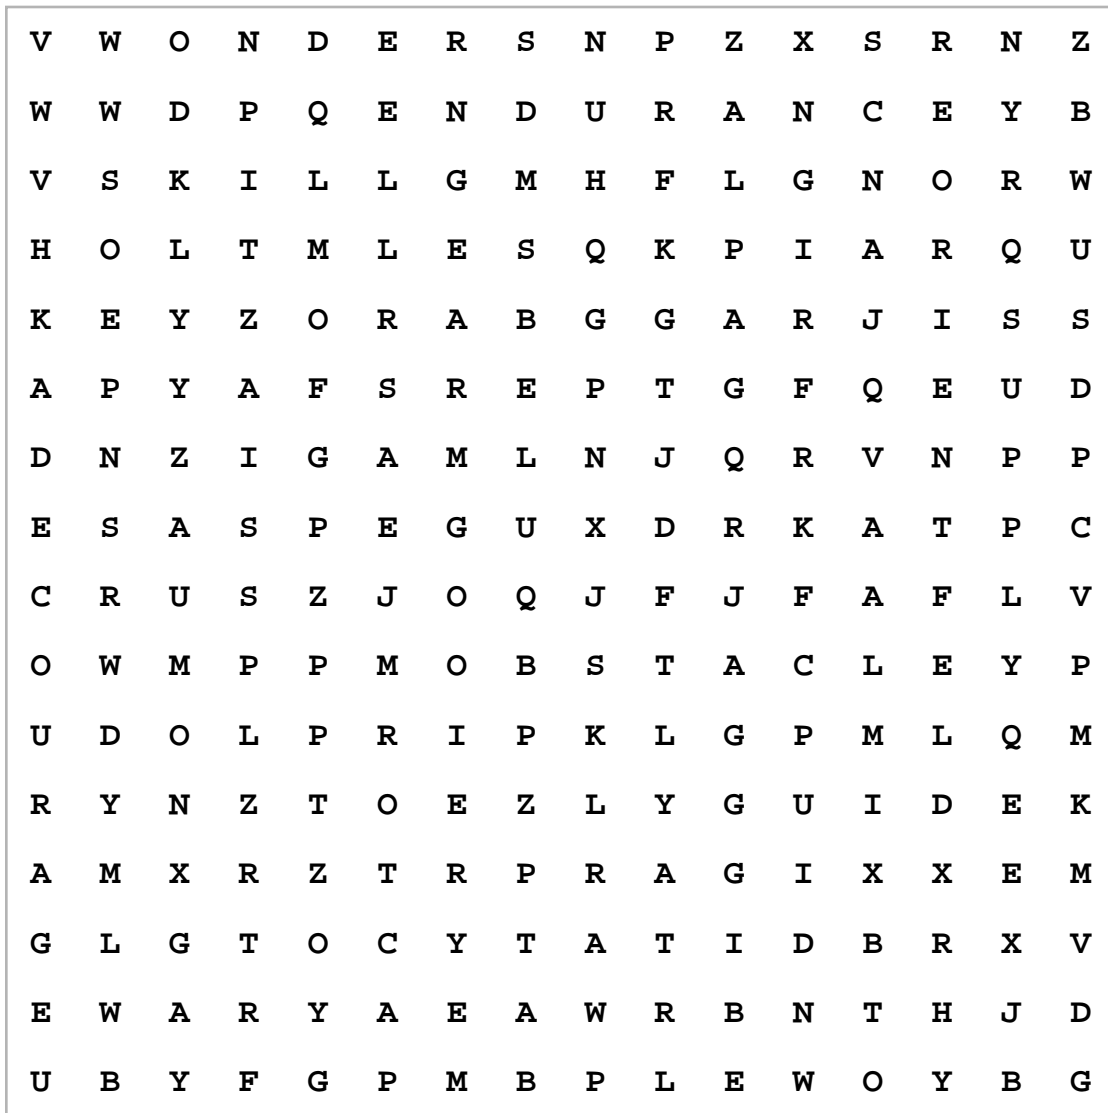 V W O N D E R S N P Z X S R N Z
W W D P Q E N D U R A N C E Y B
V S K I L L G M H F L G N O R W
H O L T M L E S Q K P I A R Q U
K E Y Z O R A B G G A R J I S S
A P Y A F S R E P T G F Q E U D
D N Z I G A M L N J Q R V N P P
E S A S P E G U X D R K A T P C
C R U S Z J O Q J F J F A F L V
O W M P P M O B S T A C L E Y P
U D O L P R I P K L G P M L Q M
R Y N Z T O E Z L Y G U I D E K
A M X R Z T R P R A G I X X E M
G L G T O C Y T A T I D B R X V
E W A R Y A E A W R B N T H J D
U B Y F G P M B P L E W O Y B G